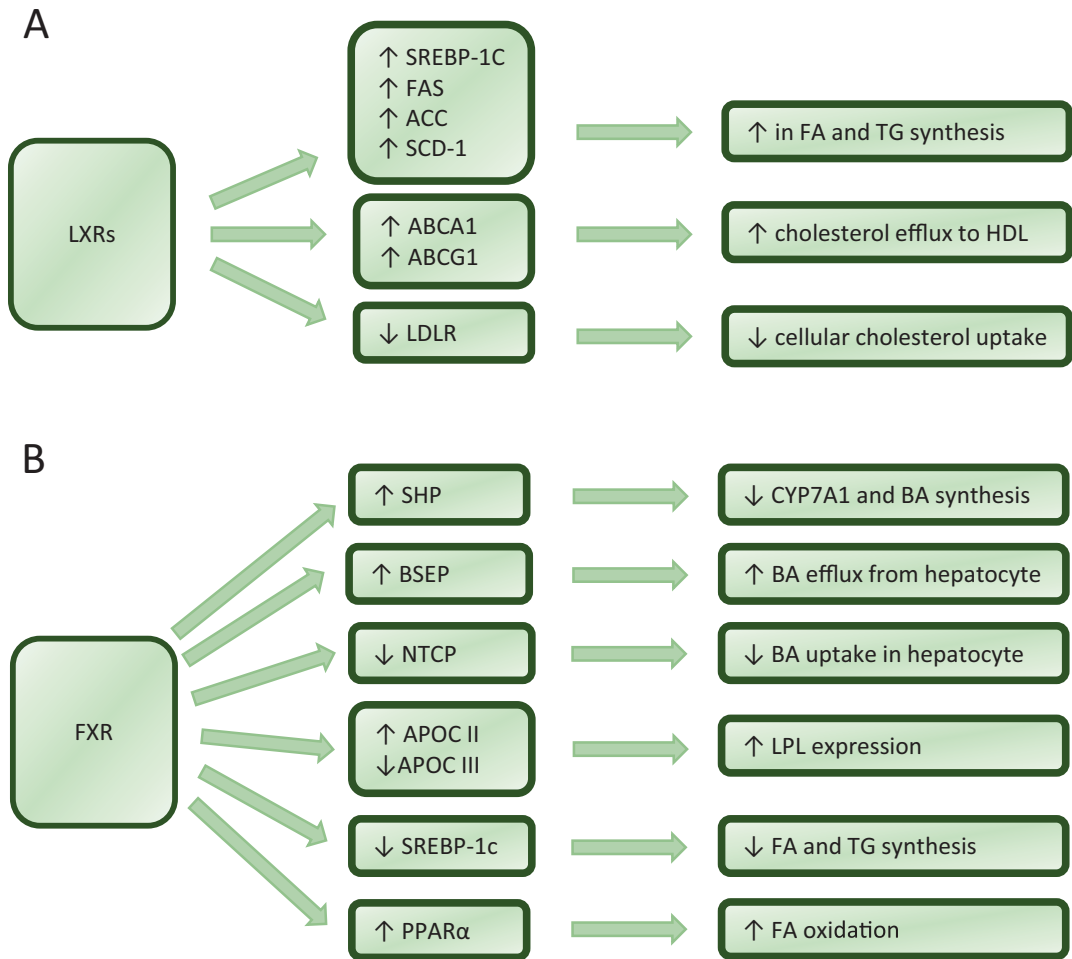 A
LXRs
↑ SREBP-1C
↑ FAS
↑ ACC
↑ SCD-1
↑ in FA and TG synthesis
↑ ABCA1
↑ ABCG1
↑ cholesterol efflux to HDL
↓ LDLR
↓ cellular cholesterol uptake
B
FXR
↑ SHP
↓ CYP7A1 and BA synthesis
↑ BSEP
↑ BA efflux from hepatocyte
↓ NTCP
↓ BA uptake in hepatocyte
↑ APOC II
↓APOC III
↑ LPL expression
↓ SREBP-1c
↓ FA and TG synthesis
↑ PPARα
↑ FA oxidation